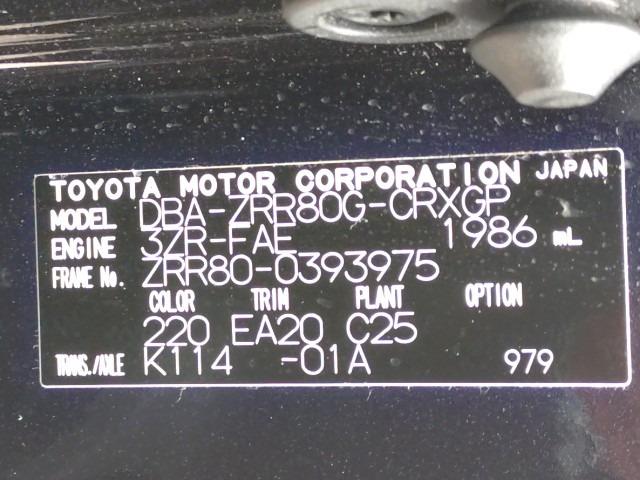 TOYOTA MOTOR CORPORATION JAPAN
MODEL DBA-ZRR80G-CRXGP
ENGINE 3ZR-FAE 1986 mL
FRAME No. ZRR80-0393975
COLOR TRIM PLANT OPTION
220 EA20 C25
TRANS./AXLE K114 -01A 979